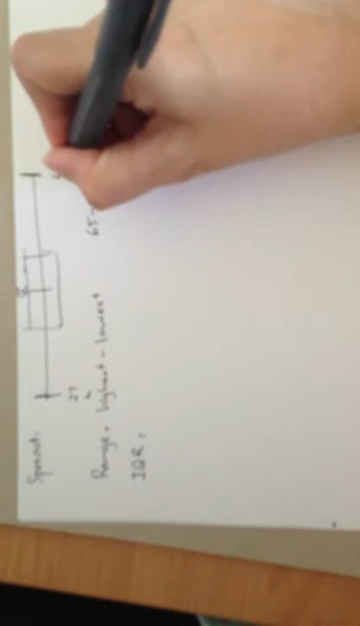 Spread:
27
Range = highest - lowest
65-
IQR =